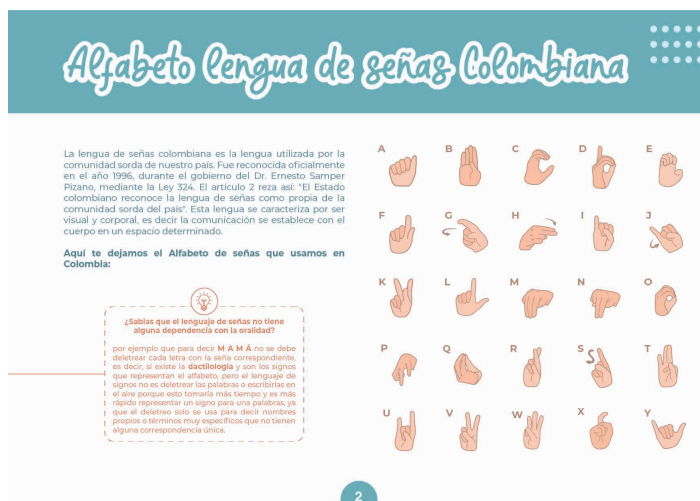 Alfabeto lengua de señas Colombiana
La lengua de señas colombiana es la lengua utilizada por la
comunidad sorda de nuestro país. Fue reconocida oficialmente
en el año 1996, durante el gobierno del Dr. Ernesto Samper
Pizano, mediante la Ley 324. El artículo 2 reza así: "El Estado
colombiano reconoce la lengua de señas como propia de la
comunidad sorda del país". Esta lengua se caracteriza por ser
visual y corporal, es decir la comunicación se establece con el
cuerpo en un espacio determinado.
Aquí te dejamos el Alfabeto de señas que usamos en
Colombia:
¿Sabías que el lenguaje de señas no tiene
alguna dependencia con la oralidad?
por ejemplo que para decir M A M Á no se debe
deletrear cada letra con la seña correspondiente,
es decir, sí existe la dactilología y son los signos
que representan el alfabeto, pero el lenguaje de
signos no es deletrear las palabras o escribirlas en
el aire porque esto tomaría más tiempo y es más
rápido representar un signo para una palabras, ya
que el deletreo solo se usa para decir nombres
propios o términos muy específicos que no tienen
alguna correspondencia única.
A B C D E
F G H I J
K L M N O
P Q R S T
U V W X Y
2